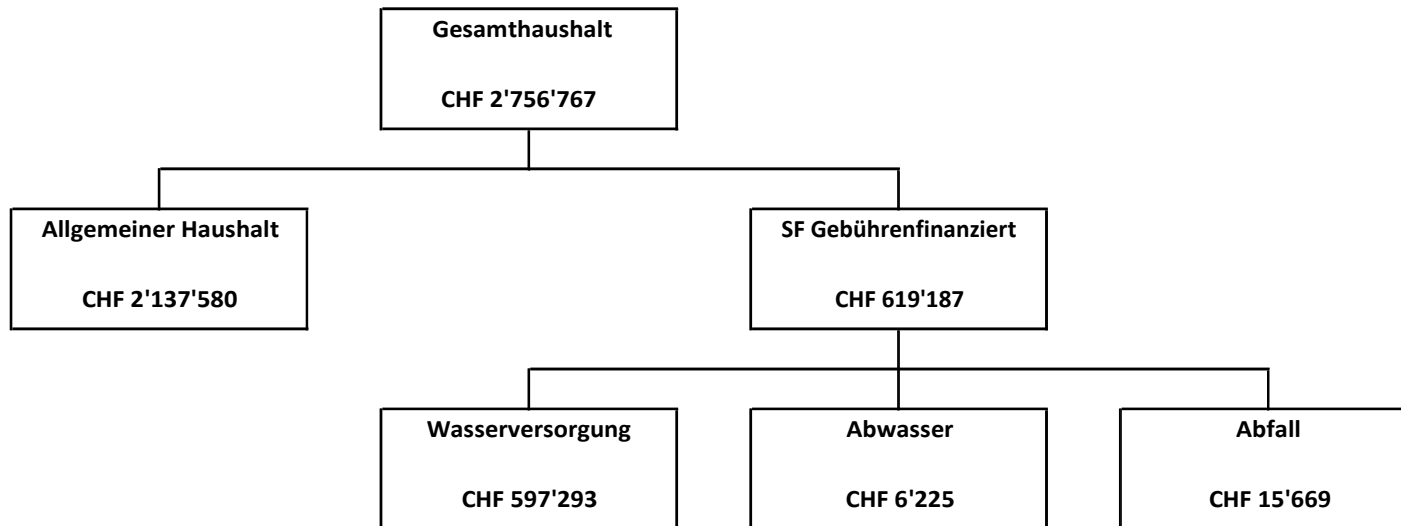 Gesamthaushalt
CHF 2'756'767
Allgemeiner Haushalt
CHF 2'137'580
SF Gebührenfinanziert
CHF 619'187
Wasserversorgung
CHF 597'293
Abwasser
CHF 6'225
Abfall
CHF 15'669